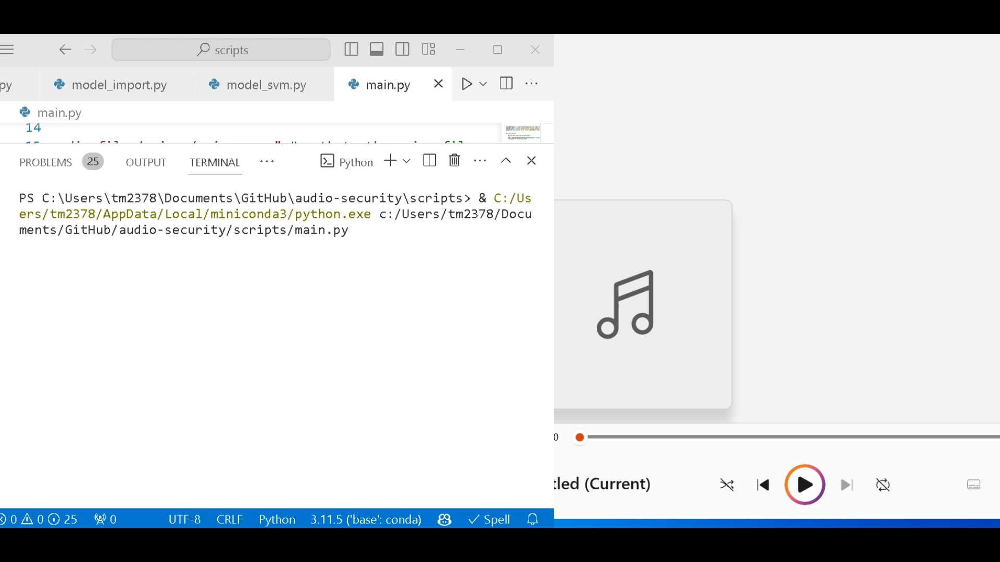 scripts
py
model_import.py
model_svm.py
main.py
main.py
14
PROBLEMS 25 OUTPUT TERMINAL ··· Python
PS C:\Users\tm2378\Documents\GitHub\audio-security\scripts> & C:/Us
ers/tm2378/AppData/Local/miniconda3/python.exe c:/Users/tm2378/Docu
ments/GitHub/audio-security/scripts/main.py
0
tled (Current)
0 0 25 0 UTF-8 CRLF Python 3.11.5 ('base': conda) Spell